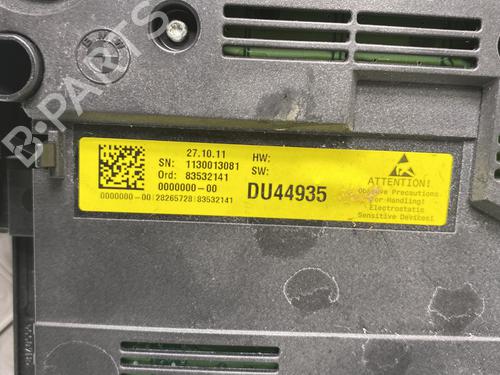 B-PARTS
27.10.11
HW:
SN: 1130013081
SW:
Ord: 83532141
0000000-00
DU44935
0000000-00 28265728 83532141
ATTENTION!
Observe Precautions
For Handling!
Electrostatic
Sensitive Devices!